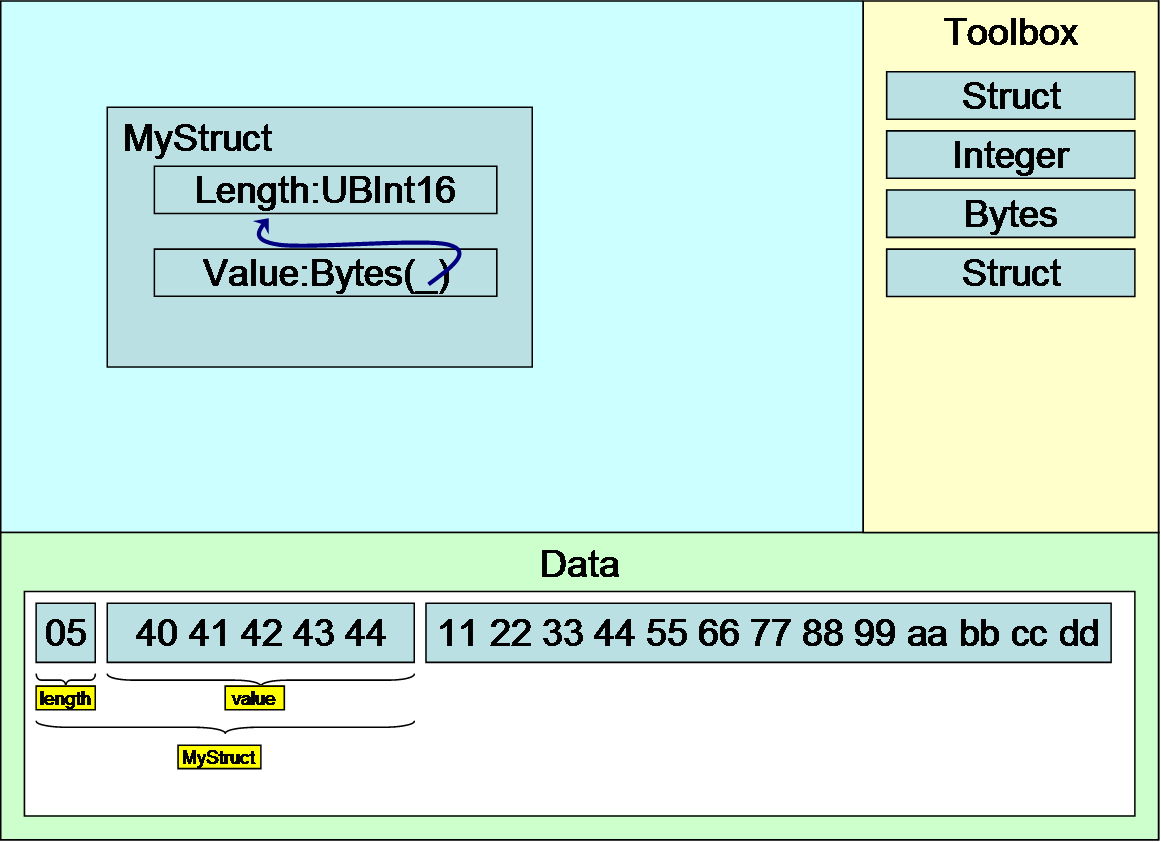 MyStruct
Length:UBInt16
Value:Bytes(_)
Toolbox
Struct
Integer
Bytes
Struct
Data
05 40 41 42 43 44 11 22 33 44 55 66 77 88 99 aa bb cc dd
length value
MyStruct